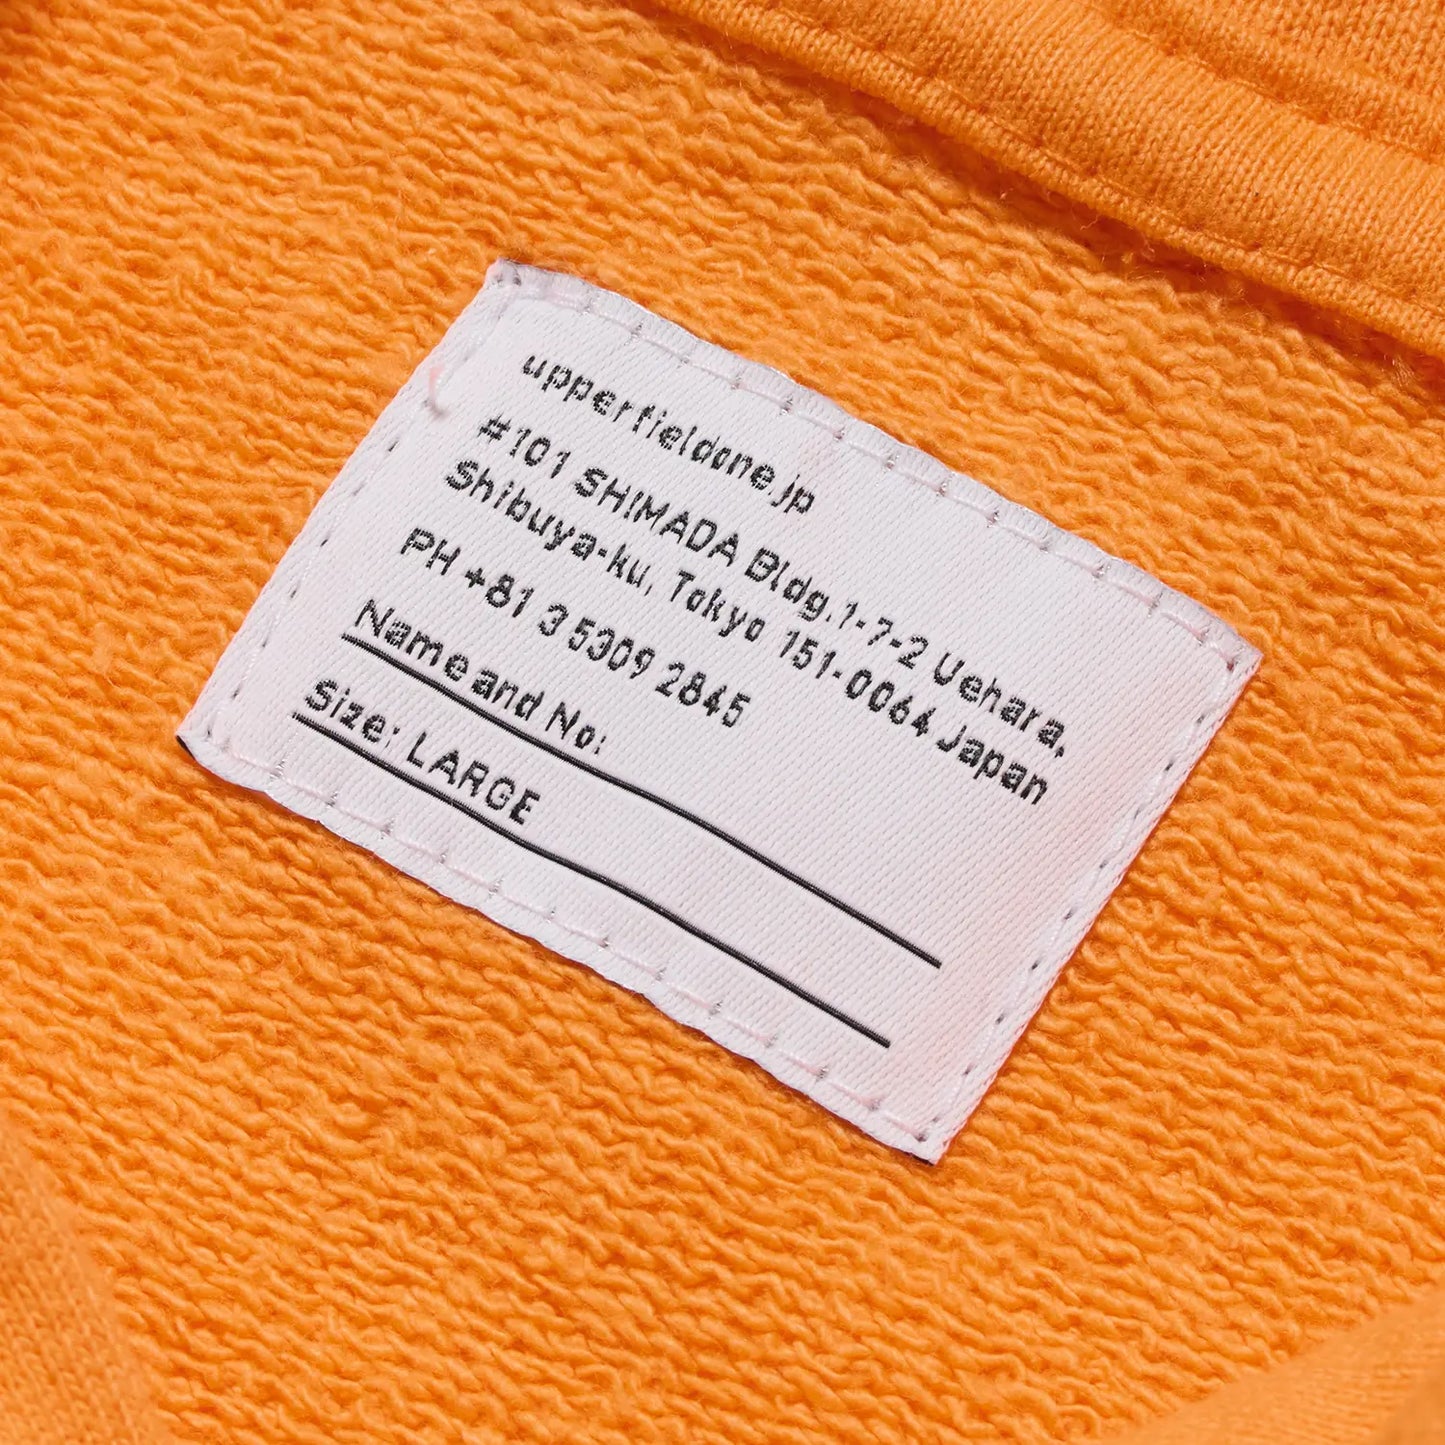 upperfieldone.jp
#101 SHIMADA Bldg.1-7-2 Uehara,
Shibuya-ku, Tokyo 151-0064 Japan
PH +81 3 5309 2845
Name and No:
Size: LARGE